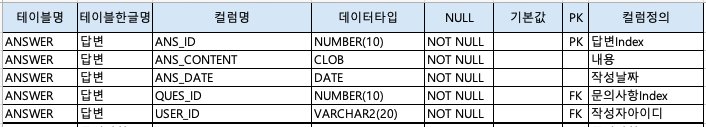 테이블명 테이블한글명 컬럼명 데이터타입 NULL 기본값 PK 컬럼정의
ANSWER 답변 ANS_ID NUMBER(10) NOT NULL PK 답변Index
ANSWER 답변 ANS_CONTENT CLOB NOT NULL 내용
ANSWER 답변 ANS_DATE DATE NOT NULL 작성날짜
ANSWER 답변 QUES_ID NUMBER(10) NOT NULL FK 문의사항Index
ANSWER 답변 USER_ID VARCHAR2(20) NOT NULL FK 작성자아이디